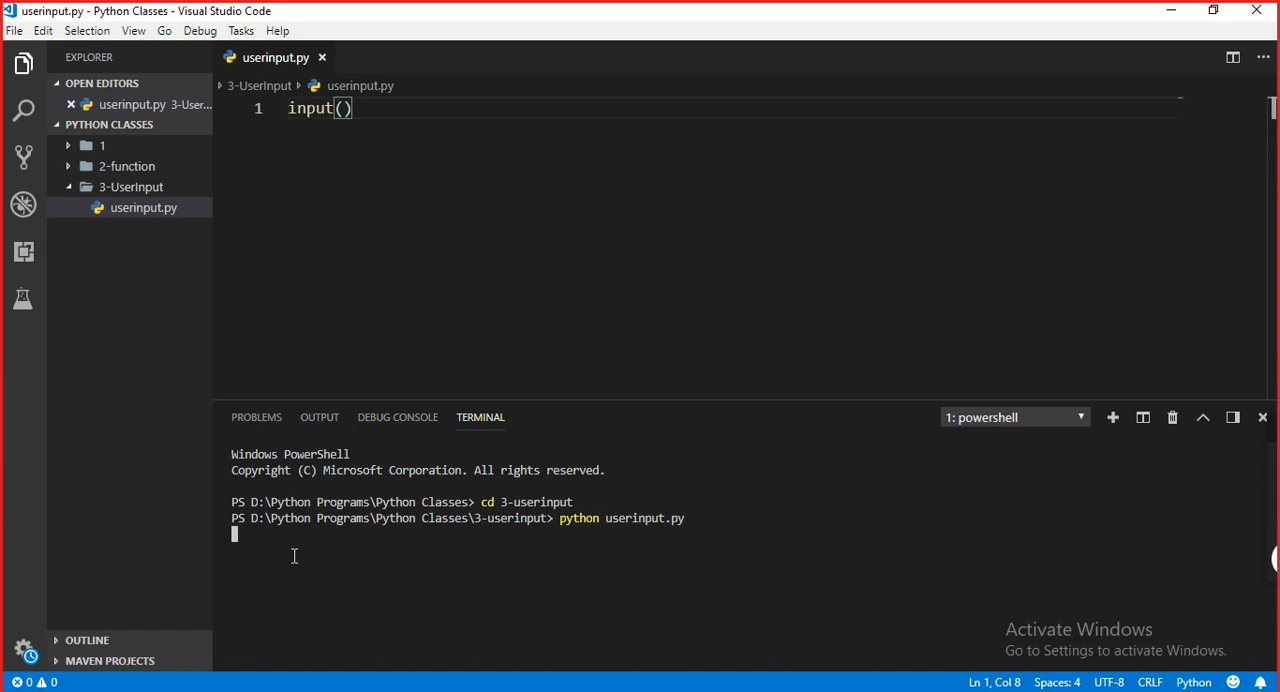 userinput.py - Python Classes - Visual Studio Code
File Edit Selection View Go Debug Tasks Help
EXPLORER
OPEN EDITORS
userinput.py 3-User...
PYTHON CLASSES
1
2-function
3-UserInput
userinput.py
OUTLINE
MAVEN PROJECTS
userinput.py
3-UserInput userinput.py
1 input()
PROBLEMS OUTPUT DEBUG CONSOLE TERMINAL 1: powershell
Windows PowerShell
Copyright (C) Microsoft Corporation. All rights reserved.
PS D:\Python Programs\Python Classes> cd 3-userinput
PS D:\Python Programs\Python Classes\3-userinput> python userinput.py
Activate Windows
Go to Settings to activate Windows.
0 0 Ln 1, Col 8 Spaces: 4 UTF-8 CRLF Python